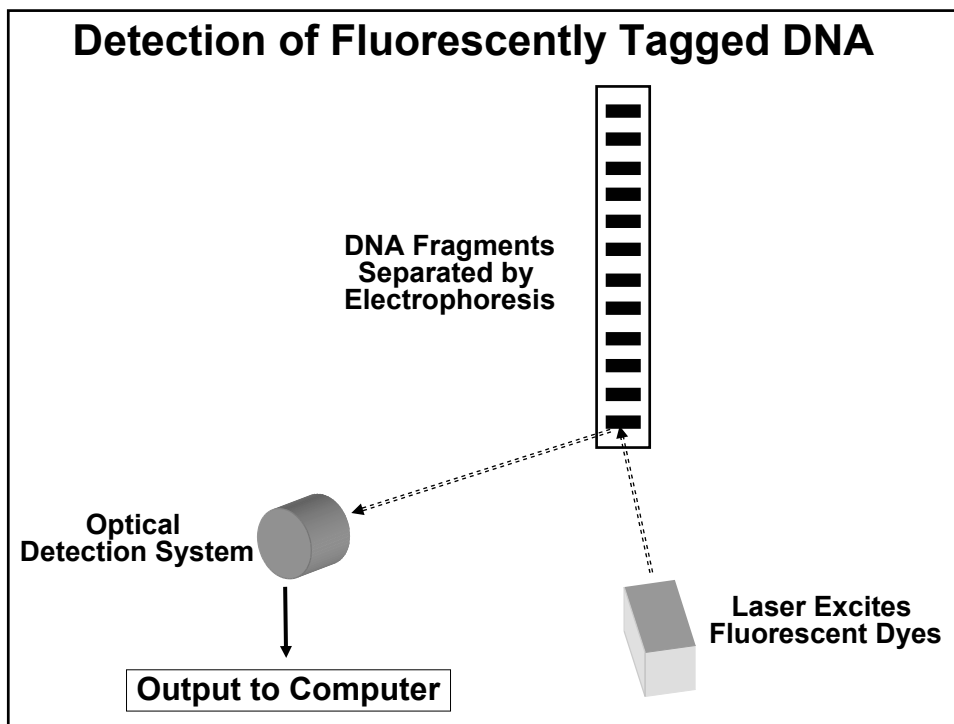 Detection of Fluorescently Tagged DNA
DNA Fragments
Separated by
Electrophoresis
Optical
Detection System
Laser Excites
Fluorescent Dyes
Output to Computer